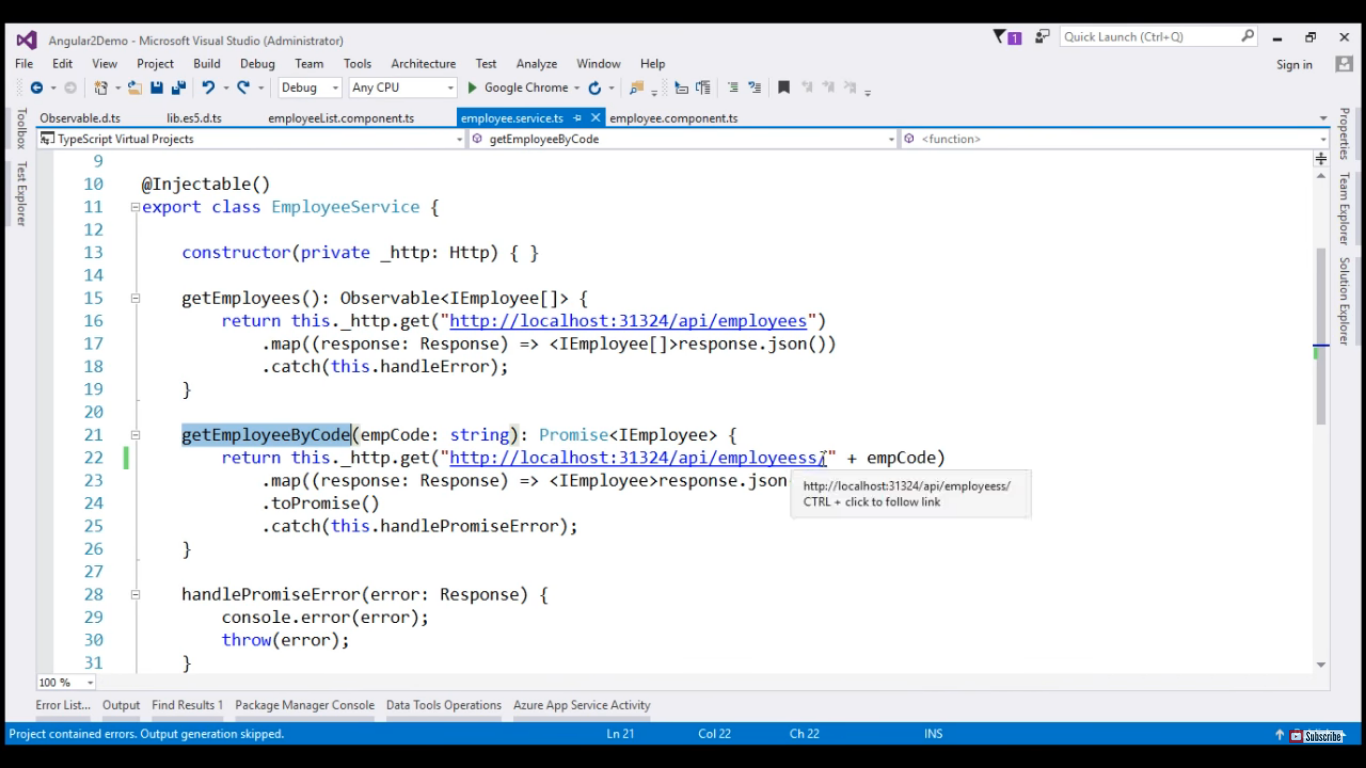 Angular2Demo - Microsoft Visual Studio (Administrator)
1
Quick Launch (Ctrl+Q)
File Edit View Project Build Debug Team Tools Architecture Test Analyze Window Help
Sign in
Debug Any CPU Google Chrome
Toolbox
Test Explorer
Observable.d.ts lib.es5.d.ts employeeList.component.ts employee.service.ts employee.component.ts
TypeScript Virtual Projects getEmployeeByCode <function>
9
10 @Injectable()
11 export class EmployeeService {
12
13 constructor(private _http: Http) { }
14
15 getEmployees(): Observable<IEmployee[]> {
16 return this._http.get("http://localhost:31324/api/employees")
17 .map((response: Response) => <IEmployee[]>response.json())
18 .catch(this.handleError);
19 }
20
21 getEmployeeByCode(empCode: string): Promise<IEmployee> {
22 return this._http.get("http://localhost:31324/api/employeess/" + empCode)
23 .map((response: Response) => <IEmployee>response.json
24 .toPromise()
25 .catch(this.handlePromiseError);
26 }
27
28 handlePromiseError(error: Response) {
29 console.error(error);
30 throw(error);
31 }
http://localhost:31324/api/employeess/
CTRL + click to follow link
Properties
Team Explorer
Solution Explorer
100 %
Error List... Output Find Results 1 Package Manager Console Data Tools Operations Azure App Service Activity
Project contained errors. Output generation skipped. Ln 21 Col 22 Ch 22 INS
Subscribe